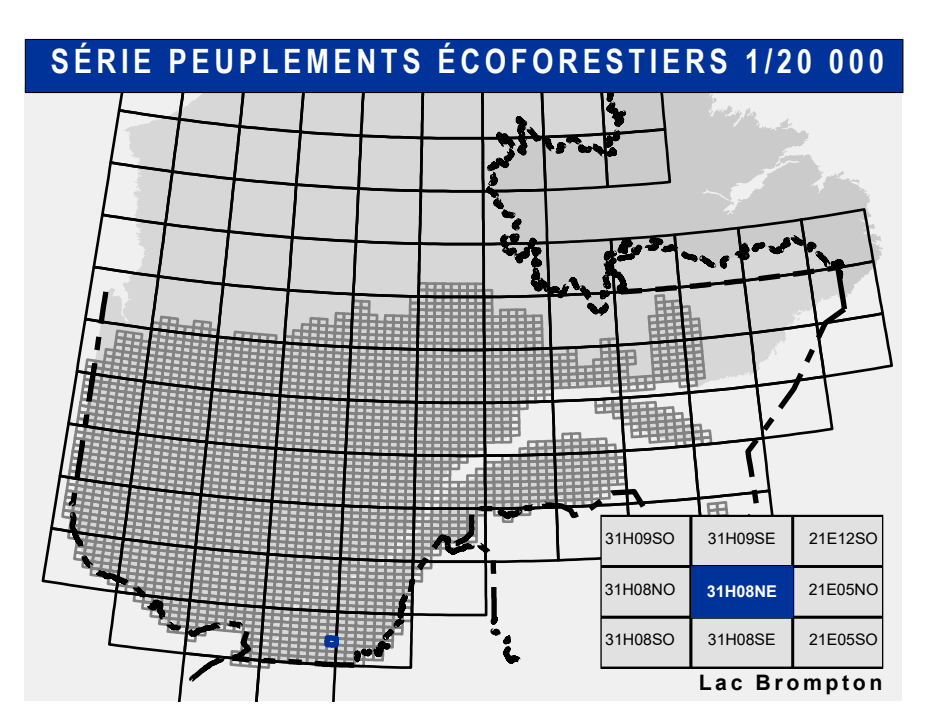 SÉRIE PEUPLEMENTS ÉCOFORESTIERS 1/20 000
31H09SO 31H09SE 21E12SO
31H08NO 31H08NE 21E05NO
31H08SO 31H08SE 21E05SO
Lac Brompton